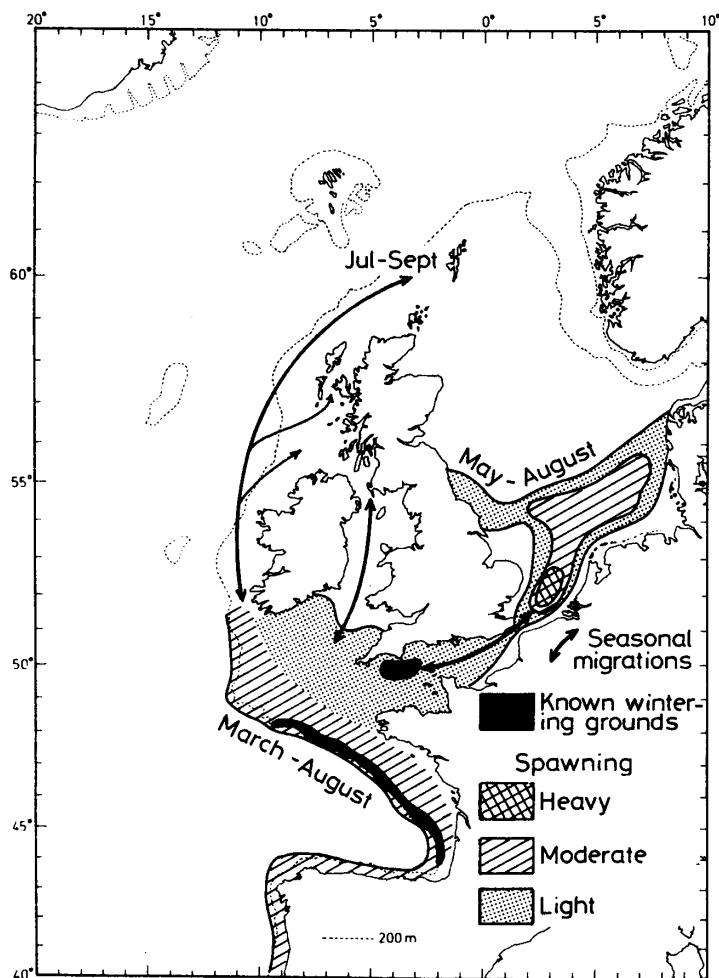 20° 15° 10° 5° 0° 5° 10°
Jul-Sept
60°
55°
May - August
Seasonal
migrations
50°
Known winter-
ing grounds
March - August
Spawning
Heavy
45°
Moderate
Light
200 m
40°